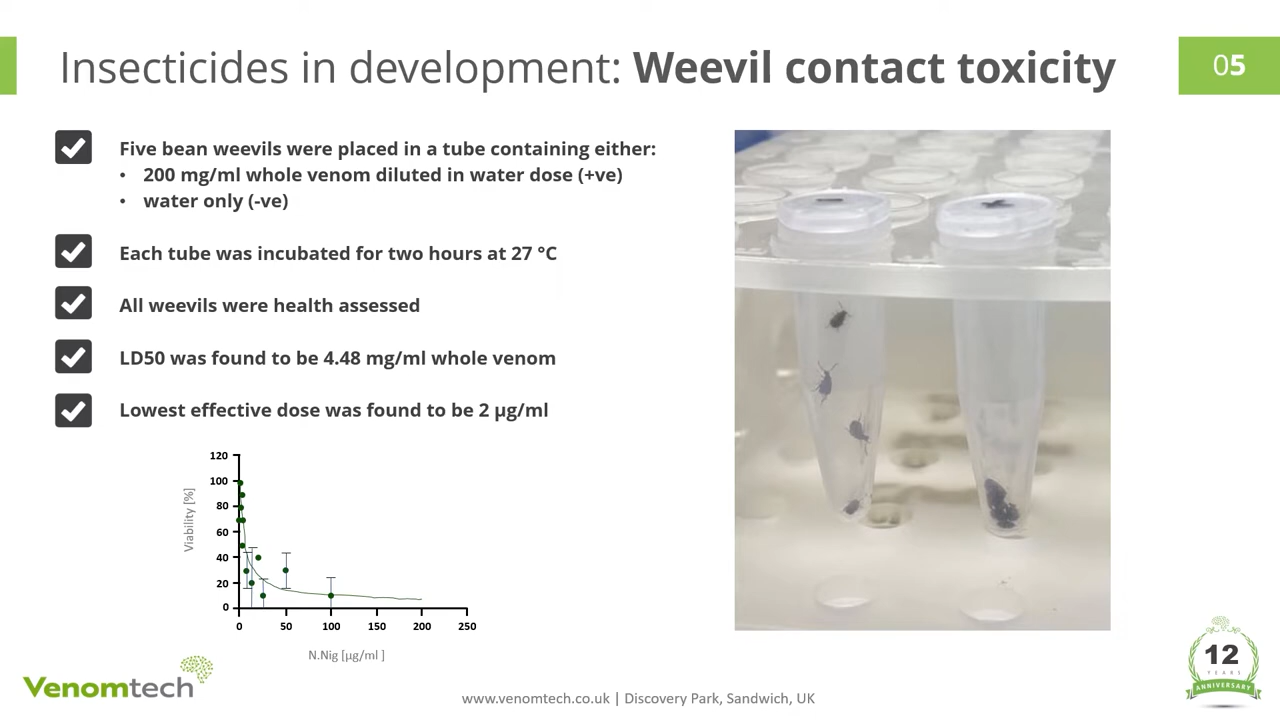 Insecticides in development: Weevil contact toxicity
05
Five bean weevils were placed in a tube containing either:
• 200 mg/ml whole venom diluted in water dose (+ve)
• water only (-ve)
Each tube was incubated for two hours at 27 °C
All weevils were health assessed
LD50 was found to be 4.48 mg/ml whole venom
Lowest effective dose was found to be 2 µg/ml
120
100
80
60
40
20
0
Viability [%]
0 50 100 150 200 250
N.Nig [µg/ml ]
Venomtech
www.venomtech.co.uk | Discovery Park, Sandwich, UK
12
YEARS
ANNIVERSARY